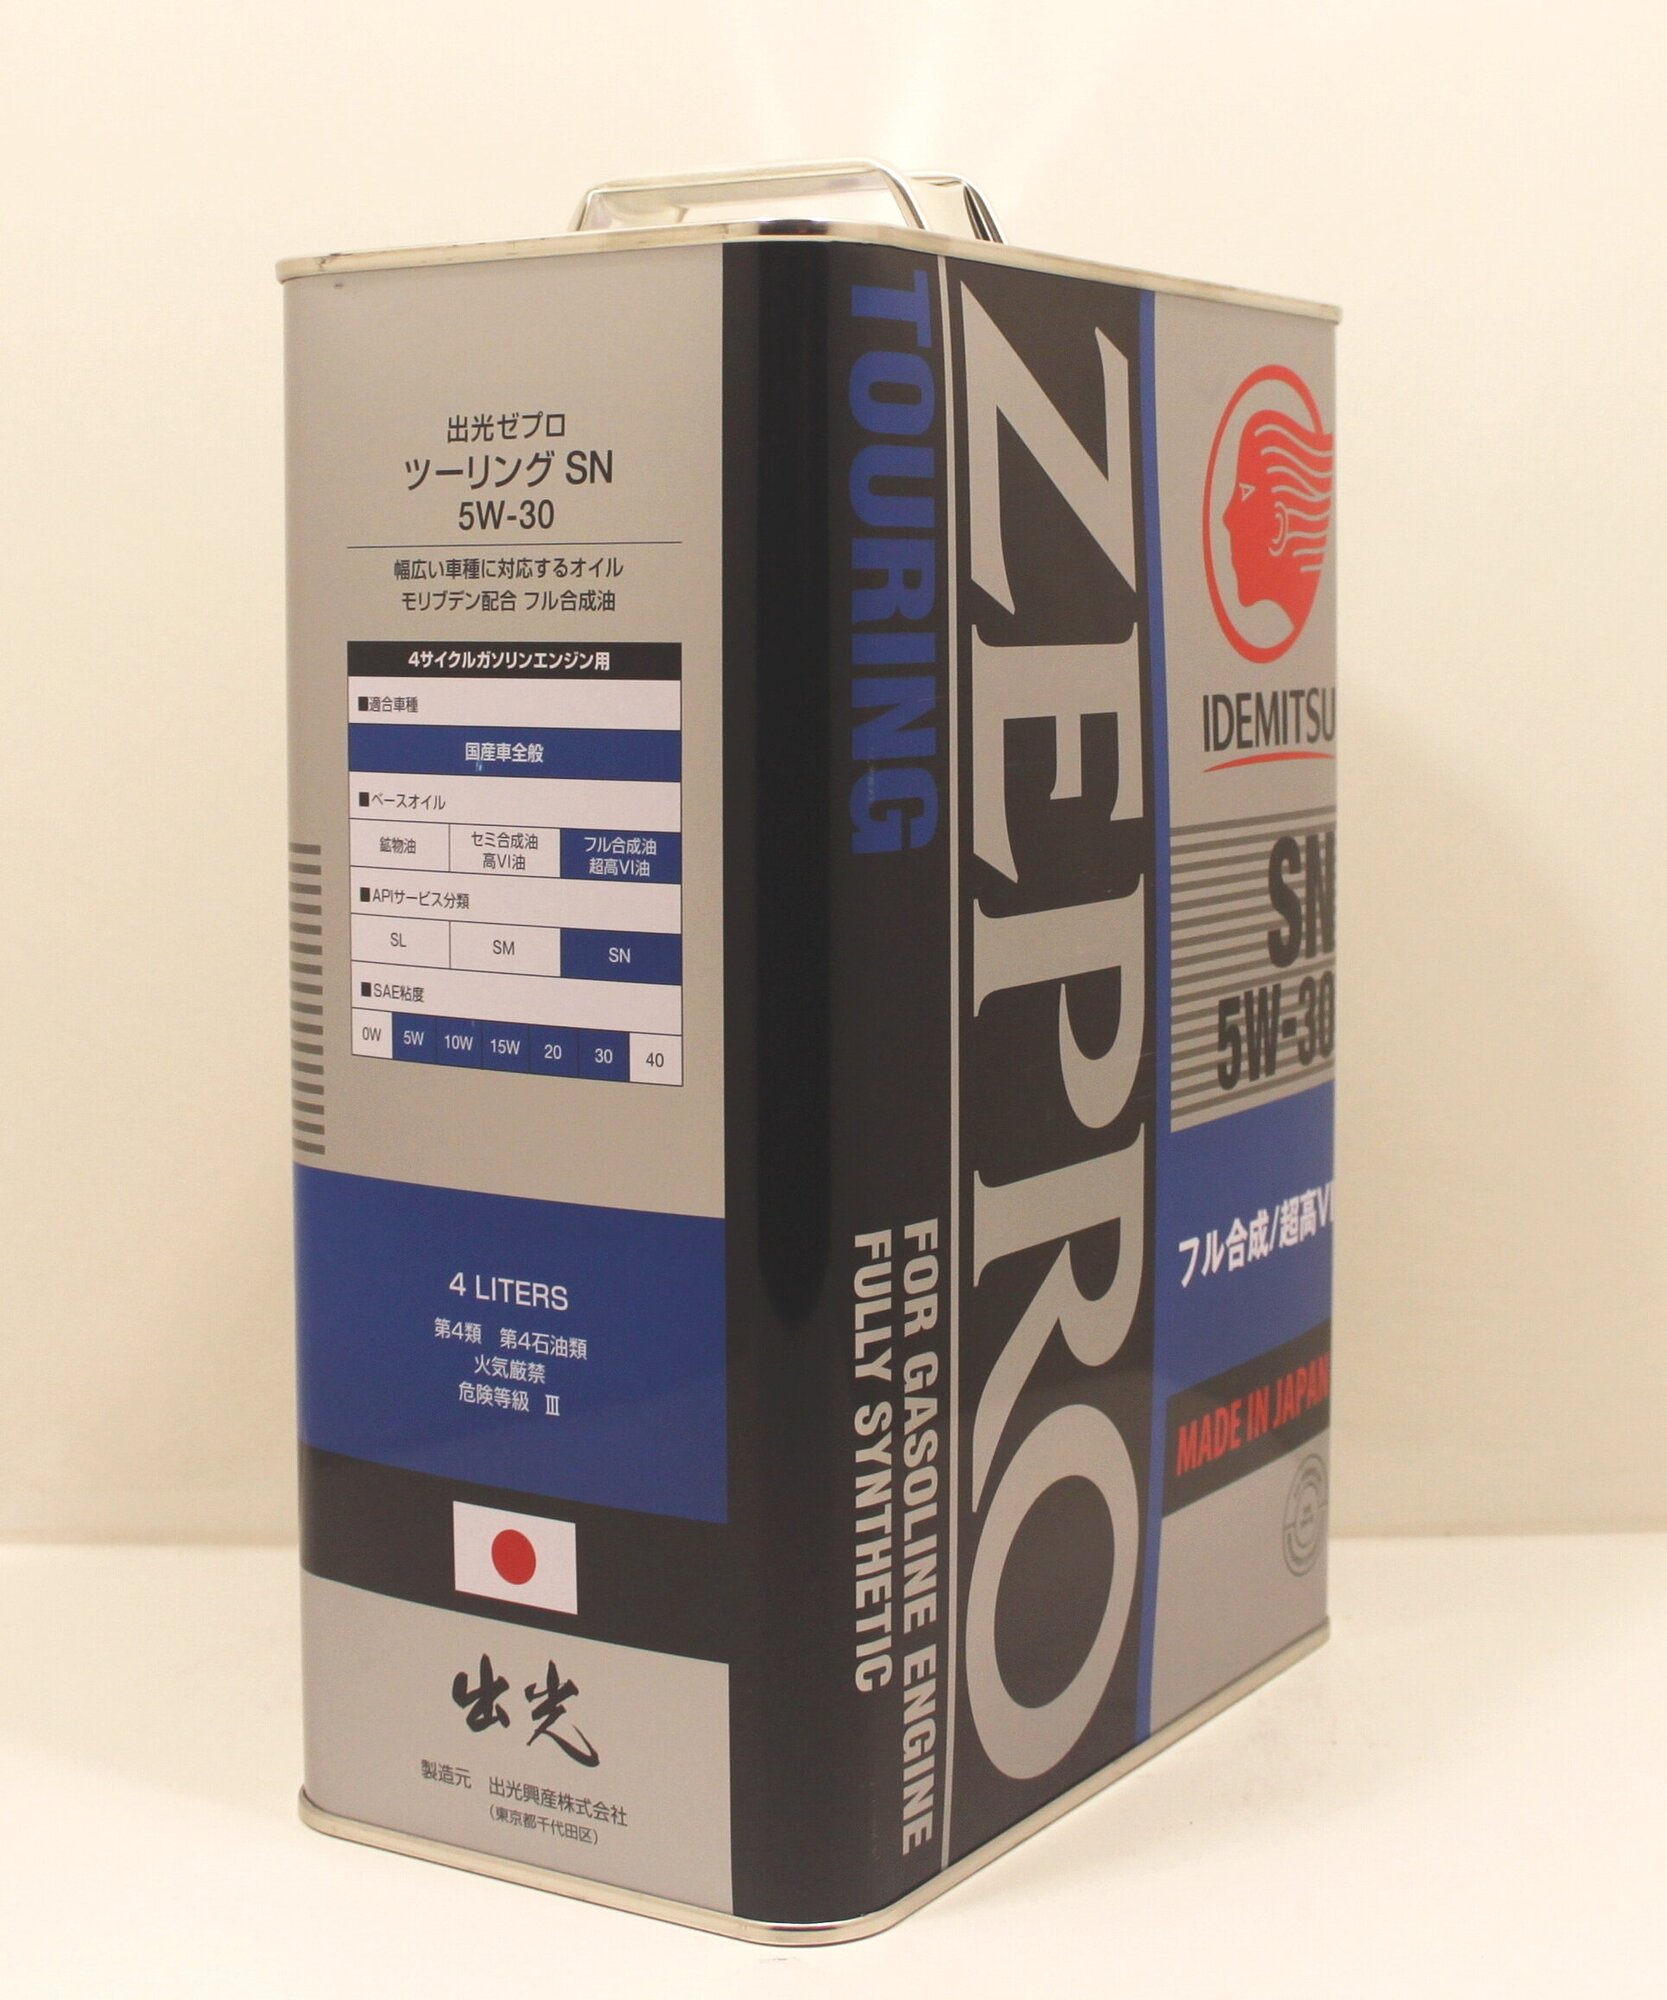 出光ゼプロ
ツーリング SN
5W-30
幅広い車種に対応するオイル
モリブデン配合 フル合成油
4サイクルガソリンエンジン用
■適合車種
国産車全般
■ベースオイル
鉱物油
セミ合成油
高VI油
フル合成油
超高VI油
■APIサービス分類
SL SM SN
■SAE粘度
0W 5W 10W 15W 20 30 40
4 LITERS
第4類 第4石油類
火気厳禁
危険等級 Ⅲ
出光
製造元 出光興産株式会社
(東京都千代田区)
TOURING
FOR GASOLINE ENGINE
FULLY SYNTHETIC
ZEPRO
IDEMITSU
SN
5W-30
フル合成/超高VI
MADE IN JAPAN